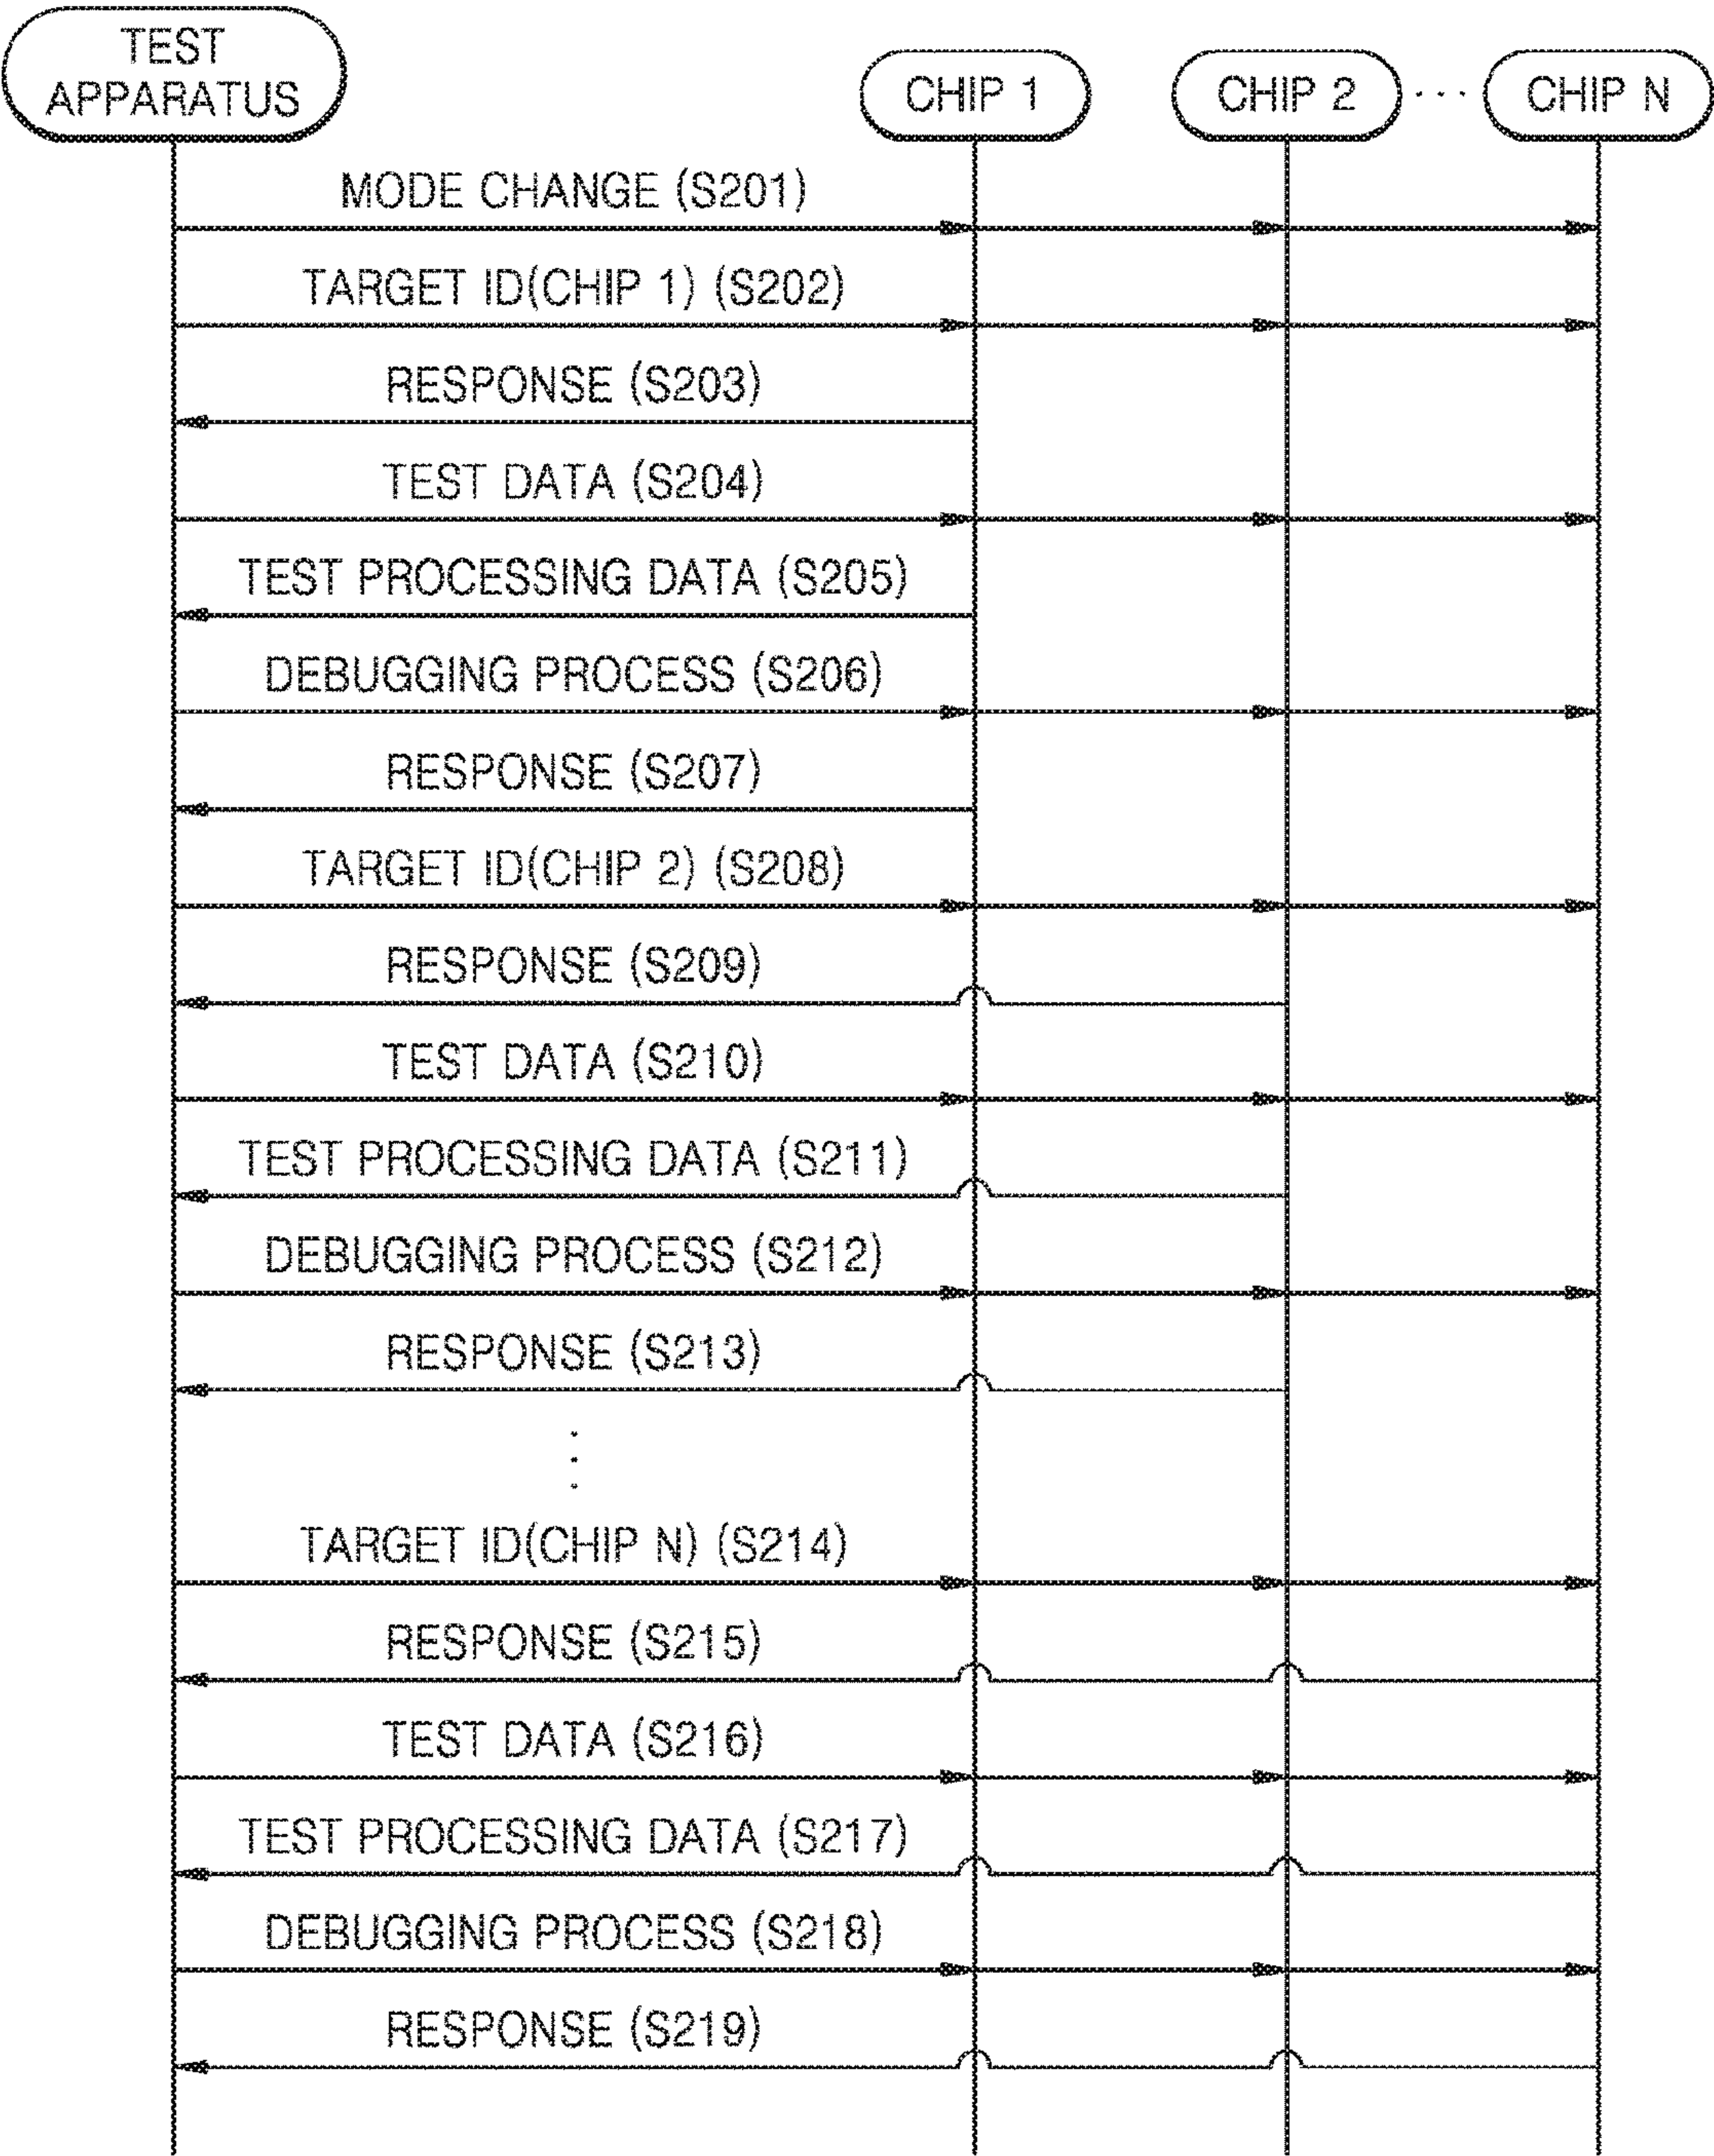 TEST
APPARATUS
CHIP 1
CHIP 2
. . .
CHIP N
MODE CHANGE (S201)
TARGET ID(CHIP 1) (S202)
RESPONSE (S203)
TEST DATA (S204)
TEST PROCESSING DATA (S205)
DEBUGGING PROCESS (S206)
RESPONSE (S207)
TARGET ID(CHIP 2) (S208)
RESPONSE (S209)
TEST DATA (S210)
TEST PROCESSING DATA (S211)
DEBUGGING PROCESS (S212)
RESPONSE (S213)
TARGET ID(CHIP N) (S214)
RESPONSE (S215)
TEST DATA (S216)
TEST PROCESSING DATA (S217)
DEBUGGING PROCESS (S218)
RESPONSE (S219)